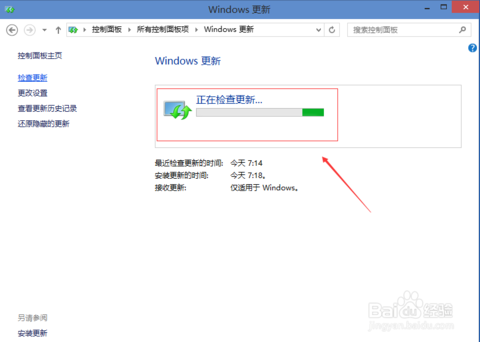 Windows 更新
控制面板 ▸ 所有控制面板项 ▸ Windows 更新
搜索控制面板
控制面板主页
检查更新
更改设置
查看更新历史记录
还原隐藏的更新
Windows 更新
正在检查更新...
最近检查更新的时间: 今天 7:14
安装更新的时间: 今天 7:18。
接收更新: 仅适用于 Windows。
另请参阅
安装更新
Baidu 经验
jingyan.baidu.com